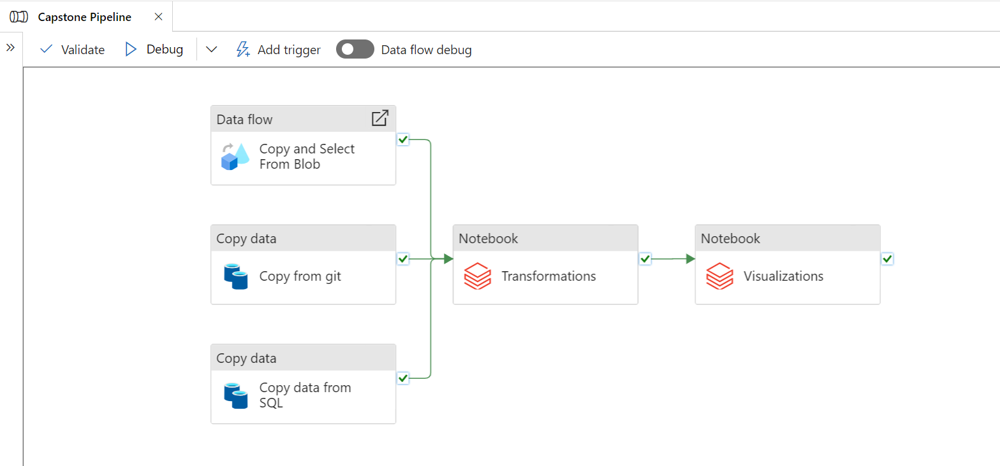 Capstone Pipeline
Validate
Debug
Add trigger
Data flow debug
Data flow
Copy and Select
From Blob
Copy data
Copy from git
Notebook
Transformations
Notebook
Visualizations
Copy data
Copy data from
SQL